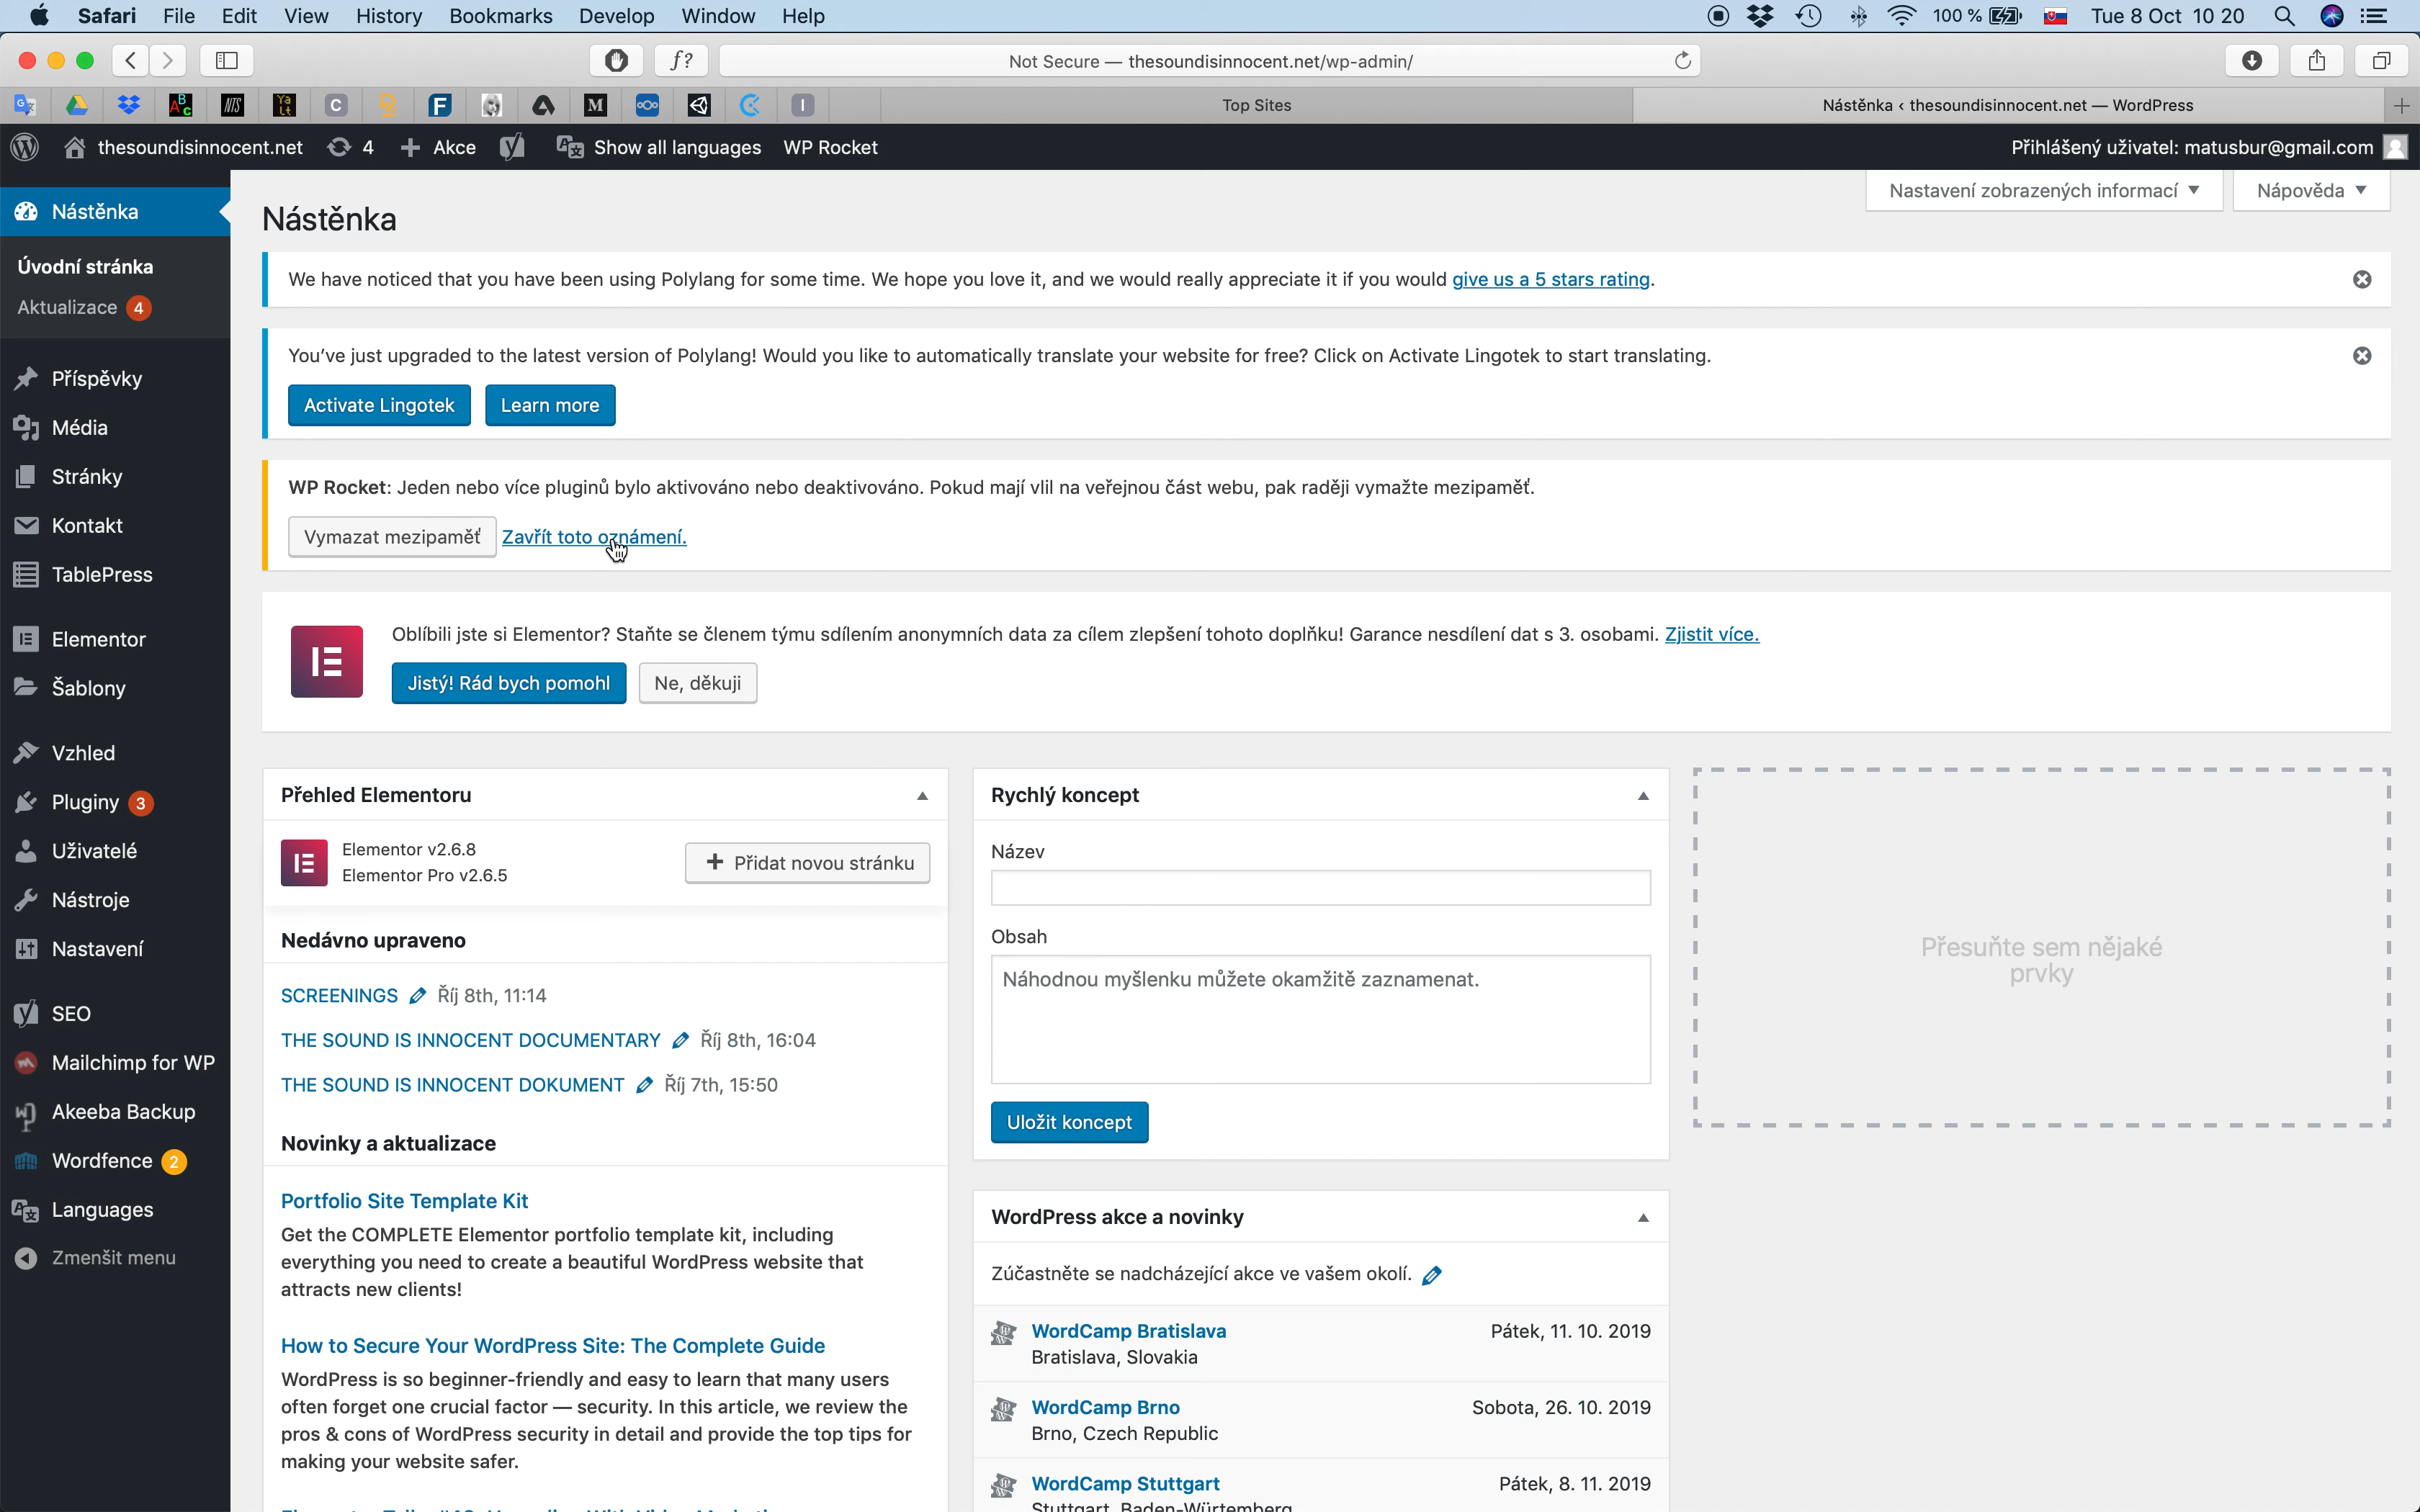 Safari File Edit View History Bookmarks Develop Window Help 100 % Tue 8 Oct 10 20
f? Not Secure — thesoundisinnocent.net/wp-admin/
ABC NTS Ya lt C F M I Top Sites Nástěnka ‹ thesoundisinnocent.net — WordPress
thesoundisinnocent.net 4 + Akce Show all languages WP Rocket Přihlášený uživatel: matusbur@gmail.com
Nástěnka
Úvodní stránka
Aktualizace 4
Příspěvky
Média
Stránky
Kontakt
TablePress
Elementor
Šablony
Vzhled
Pluginy 3
Uživatelé
Nástroje
Nastavení
SEO
Mailchimp for WP
Akeeba Backup
Wordfence 2
Languages
Zmenšit menu
Nastavení zobrazených informací ▼ Nápověda ▼
Nástěnka
We have noticed that you have been using Polylang for some time. We hope you love it, and we would really appreciate it if you would give us a 5 stars rating.
You’ve just upgraded to the latest version of Polylang! Would you like to automatically translate your website for free? Click on Activate Lingotek to start translating.
Activate Lingotek Learn more
WP Rocket: Jeden nebo více pluginů bylo aktivováno nebo deaktivováno. Pokud mají vlil na veřejnou část webu, pak raději vymažte mezipaměť.
Vymazat mezipaměť Zavřít toto oznámení.
Oblíbili jste si Elementor? Staňte se členem týmu sdílením anonymních data za cílem zlepšení tohoto doplňku! Garance nesdílení dat s 3. osobami. Zjistit více.
Jistý! Rád bych pomohl Ne, děkuji
Přehled Elementoru
Elementor v2.6.8
Elementor Pro v2.6.5
+ Přidat novou stránku
Nedávno upraveno
SCREENINGS Říj 8th, 11:14
THE SOUND IS INNOCENT DOCUMENTARY Říj 8th, 16:04
THE SOUND IS INNOCENT DOKUMENT Říj 7th, 15:50
Novinky a aktualizace
Portfolio Site Template Kit
Get the COMPLETE Elementor portfolio template kit, including
everything you need to create a beautiful WordPress website that
attracts new clients!
How to Secure Your WordPress Site: The Complete Guide
WordPress is so beginner-friendly and easy to learn that many users
often forget one crucial factor — security. In this article, we review the
pros & cons of WordPress security in detail and provide the top tips for
making your website safer.
Rychlý koncept
Název
Obsah
Náhodnou myšlenku můžete okamžitě zaznamenat.
Uložit koncept
WordPress akce a novinky
Zúčastněte se nadcházející akce ve vašem okolí.
WordCamp Bratislava Pátek, 11. 10. 2019
Bratislava, Slovakia
WordCamp Brno Sobota, 26. 10. 2019
Brno, Czech Republic
WordCamp Stuttgart Pátek, 8. 11. 2019
Stuttgart, Baden-Würtemberg
Přesuňte sem nějaké
prvky